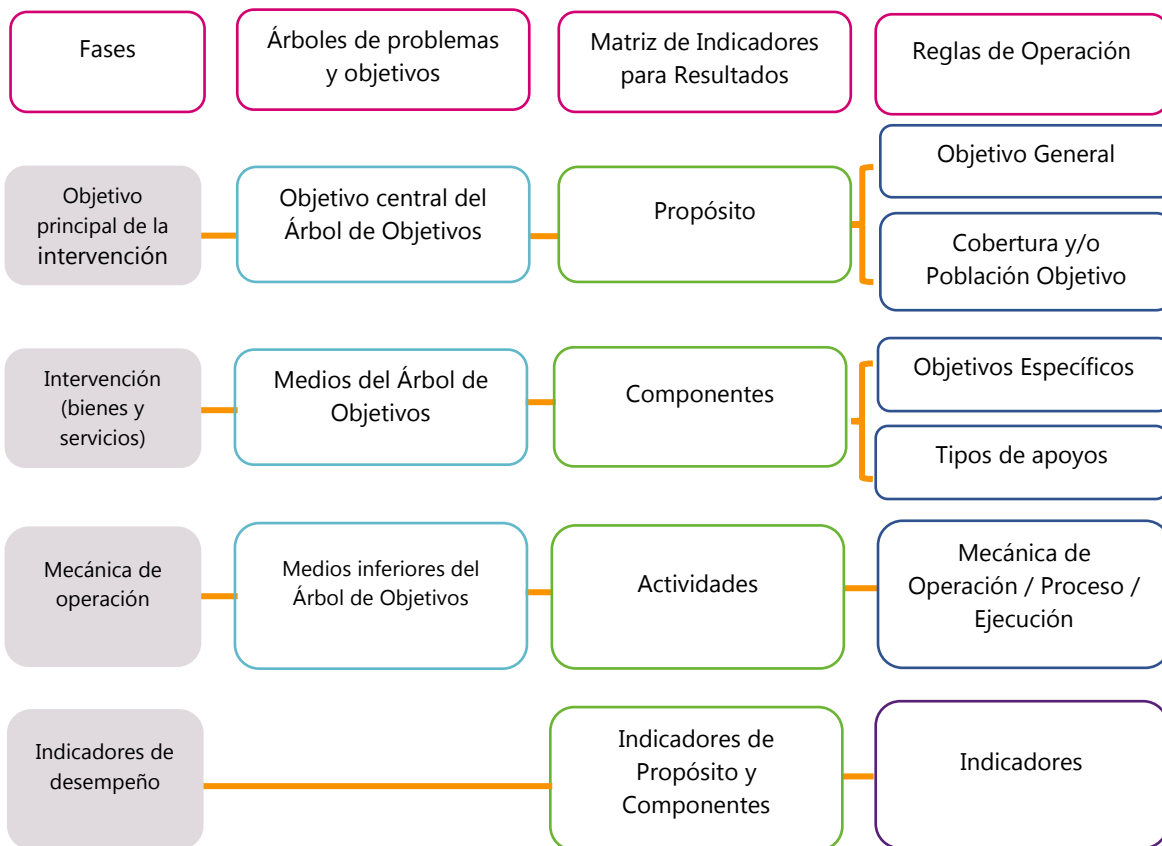 Fases
Árboles de problemas
y objetivos
Matriz de Indicadores
para Resultados
Reglas de Operación
Objetivo
principal de la
intervención
Objetivo central del
Árbol de Objetivos
Propósito
Objetivo General
Cobertura y/o
Población Objetivo
Intervención
(bienes y
servicios)
Medios del Árbol de
Objetivos
Componentes
Objetivos Específicos
Tipos de apoyos
Mecánica de
operación
Medios inferiores del
Árbol de Objetivos
Actividades
Mecánica de
Operación / Proceso /
Ejecución
Indicadores de
desempeño
Indicadores de
Propósito y
Componentes
Indicadores